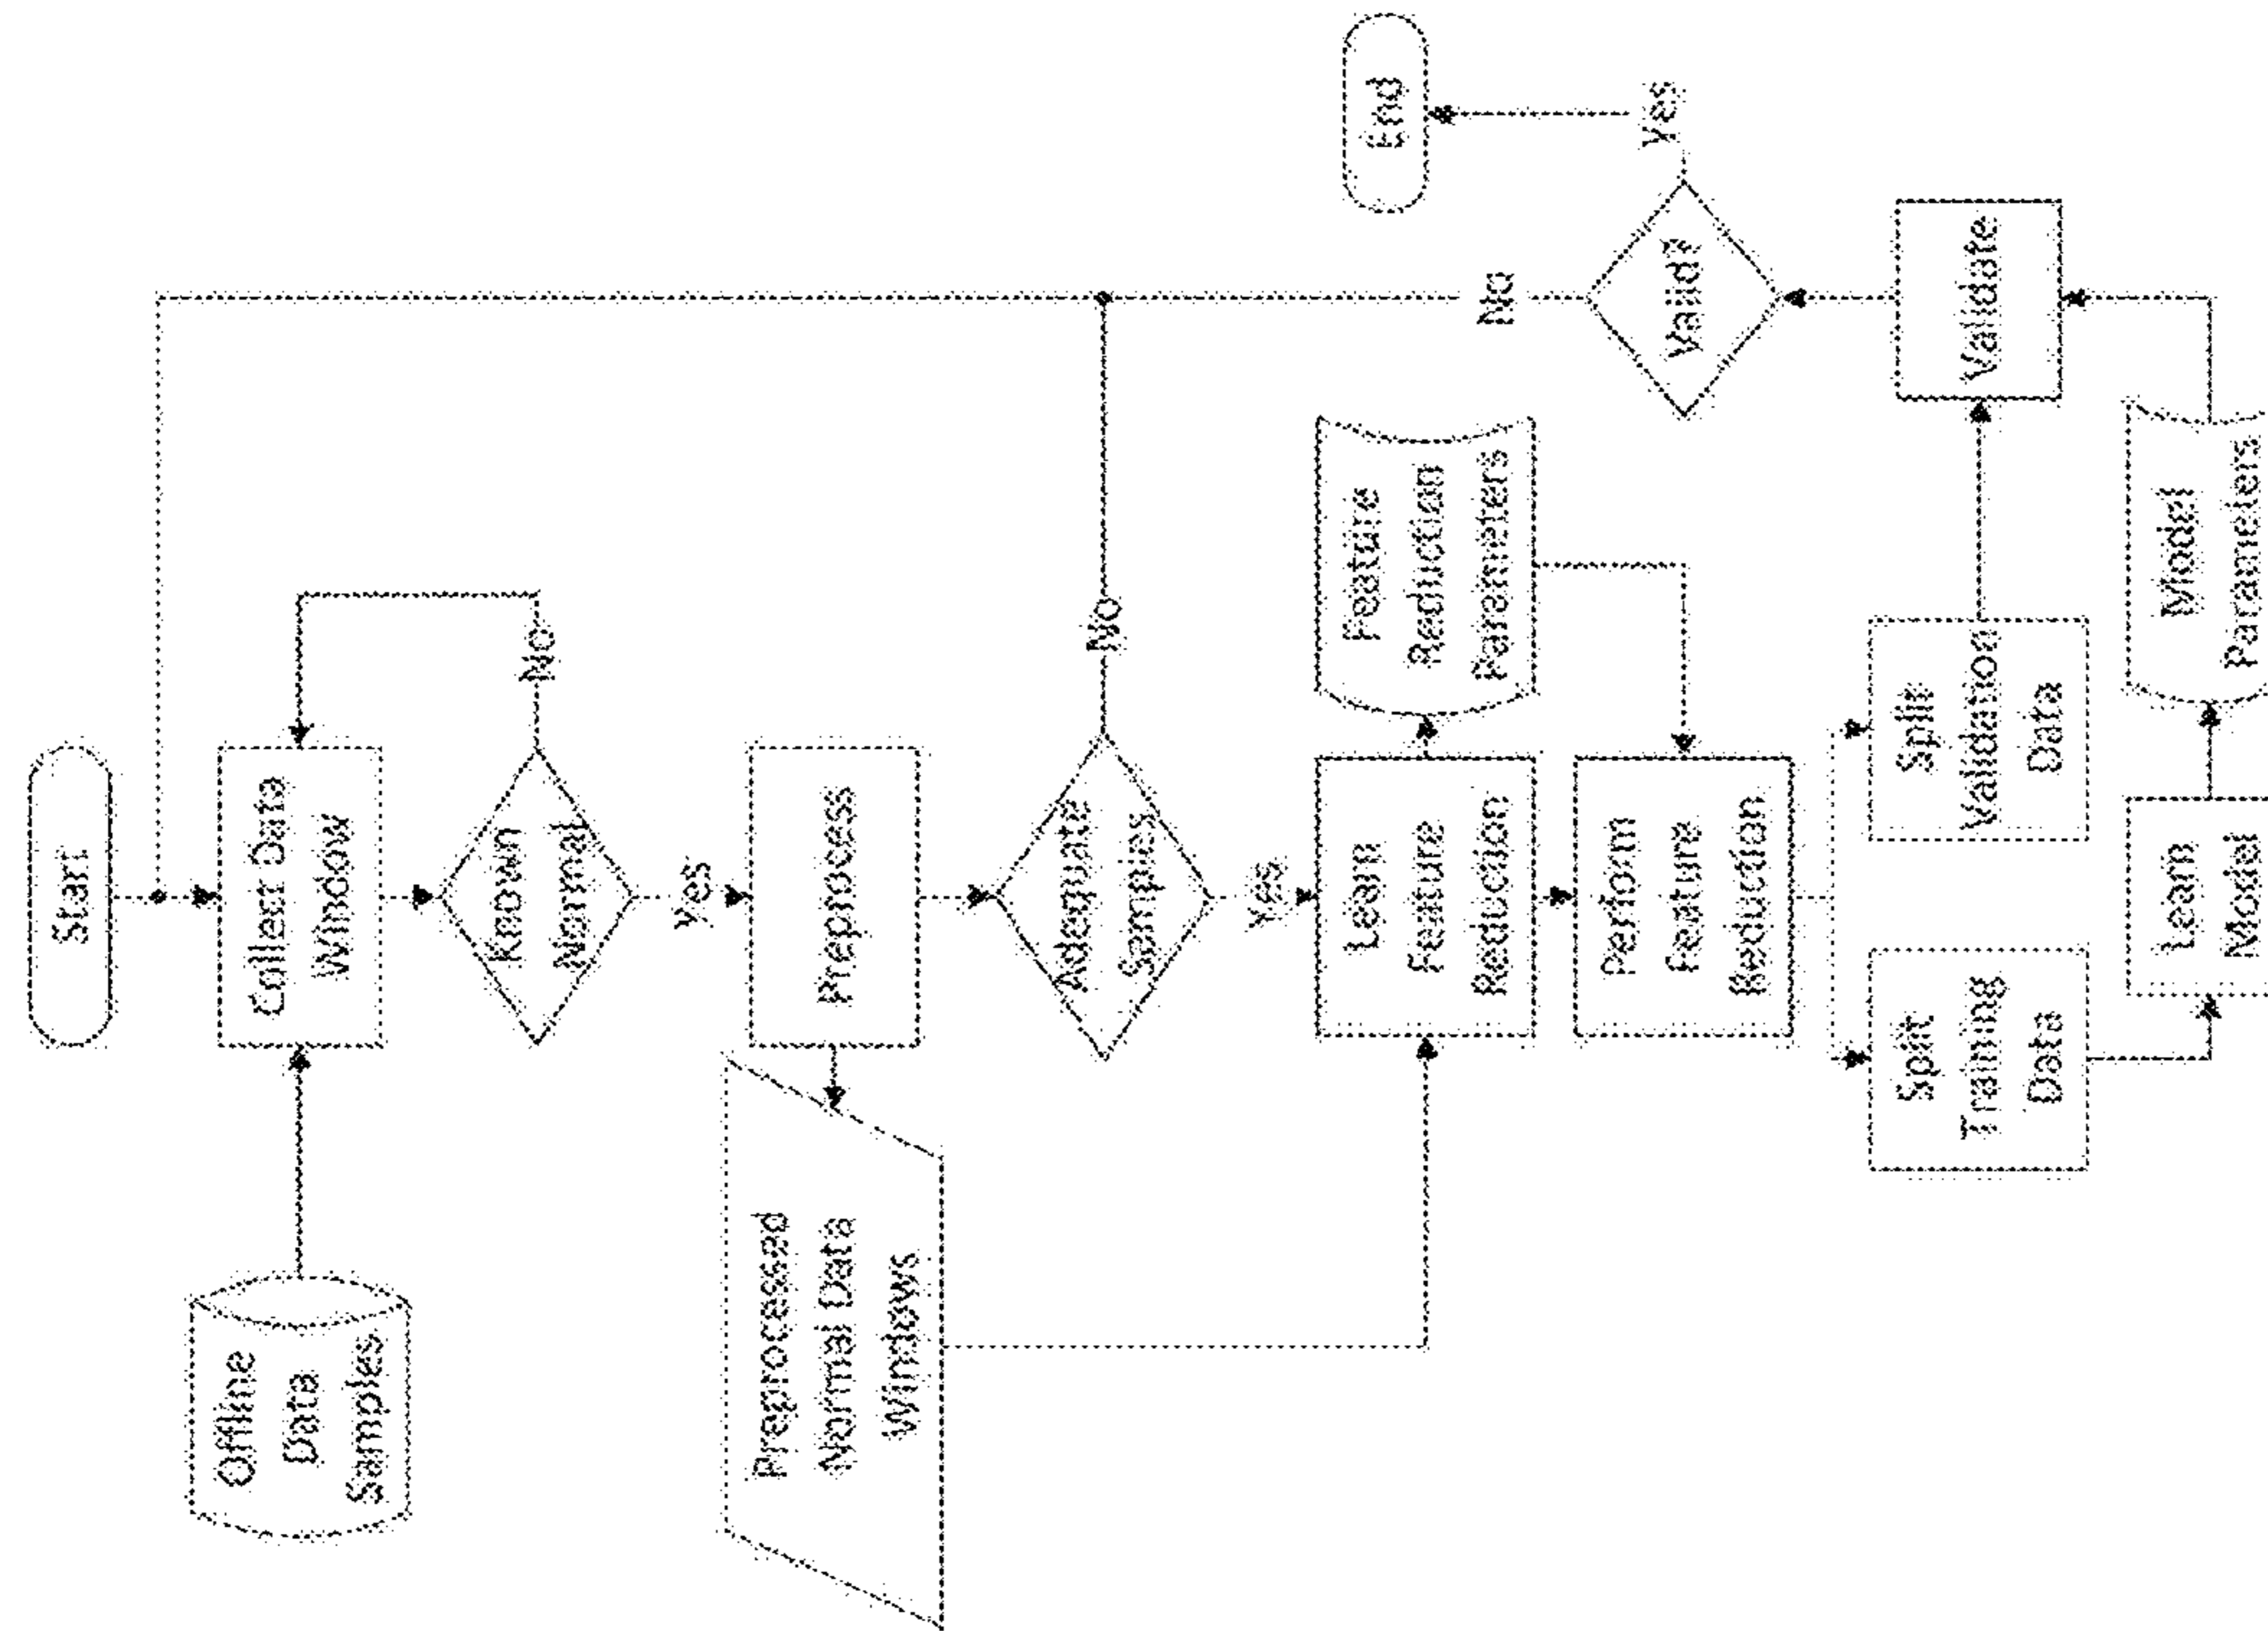 Start
Offline
Data
Samples
Collect Data
Window
Known
Normal
No
Yes
Preprocess
Preprocessed
Normal Data
Windows
Adequate
Samples
No
Yes
Learn
Feature
Reduction
Feature
Reduction
Parameters
Perform
Feature
Reduction
Split
Training
Data
Split
Validation
Data
Learn
Model
Model
Parameters
Validate
Valid?
No
Yes
End